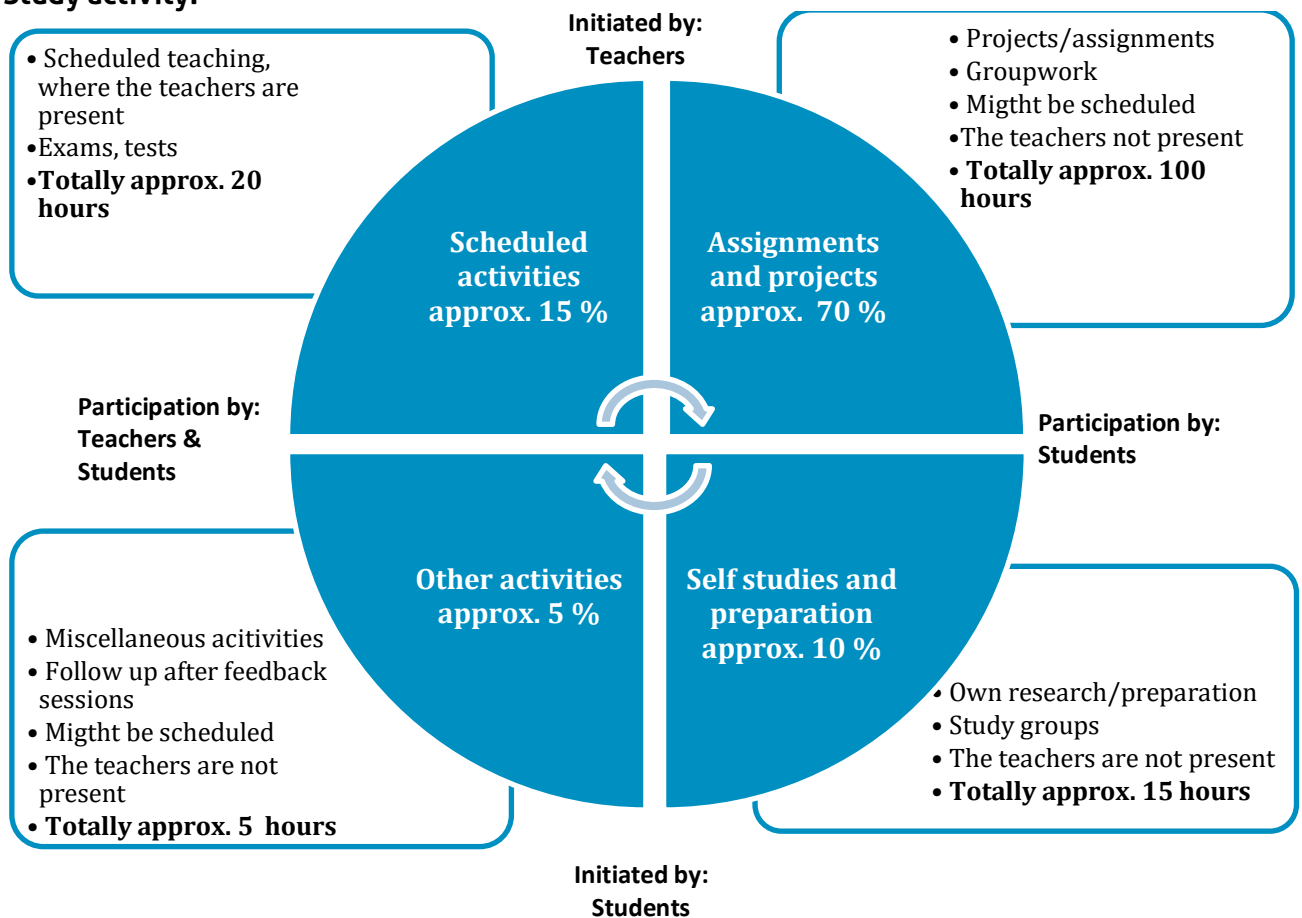 Study activity:
Initiated by:
Teachers
• Scheduled teaching,
where the teachers are
present
•Exams, tests
•Totally approx. 20
hours
• Projects/assignments
• Groupwork
• Migtht be scheduled
•The teachers not present
• Totally approx. 100
hours
Scheduled
activities
approx. 15 %
Assignments
and projects
approx. 70 %
Participation by:
Teachers &
Students
Participation by:
Students
Other activities
approx. 5 %
Self studies and
preparation
approx. 10 %
• Miscellaneous acitivities
• Follow up after feedback
sessions
• Migtht be scheduled
• The teachers are not
present
• Totally approx. 5 hours
• Own research/preparation
• Study groups
• The teachers are not present
• Totally approx. 15 hours
Initiated by:
Students